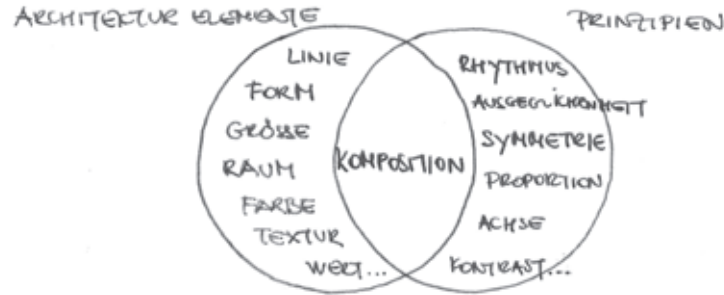 ARCHITEKTUR ELEMENTE
PRINZIPIEN
LINIE
FORM
GRÖSSE
RAUM
FARBE
TEXTUR
WERT...
KOMPOSITION
RHYTHMUS
AUSGEGLICHENHEIT
SYMMETRIE
PROPORTION
ACHSE
KONTRAST...